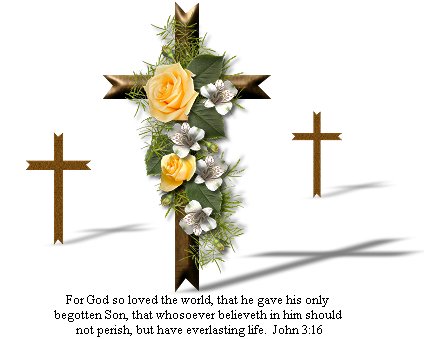 For God so loved the world, that he gave his only
begotten Son, that whosoever believeth in him should
not perish, but have everlasting life.  John 3:16